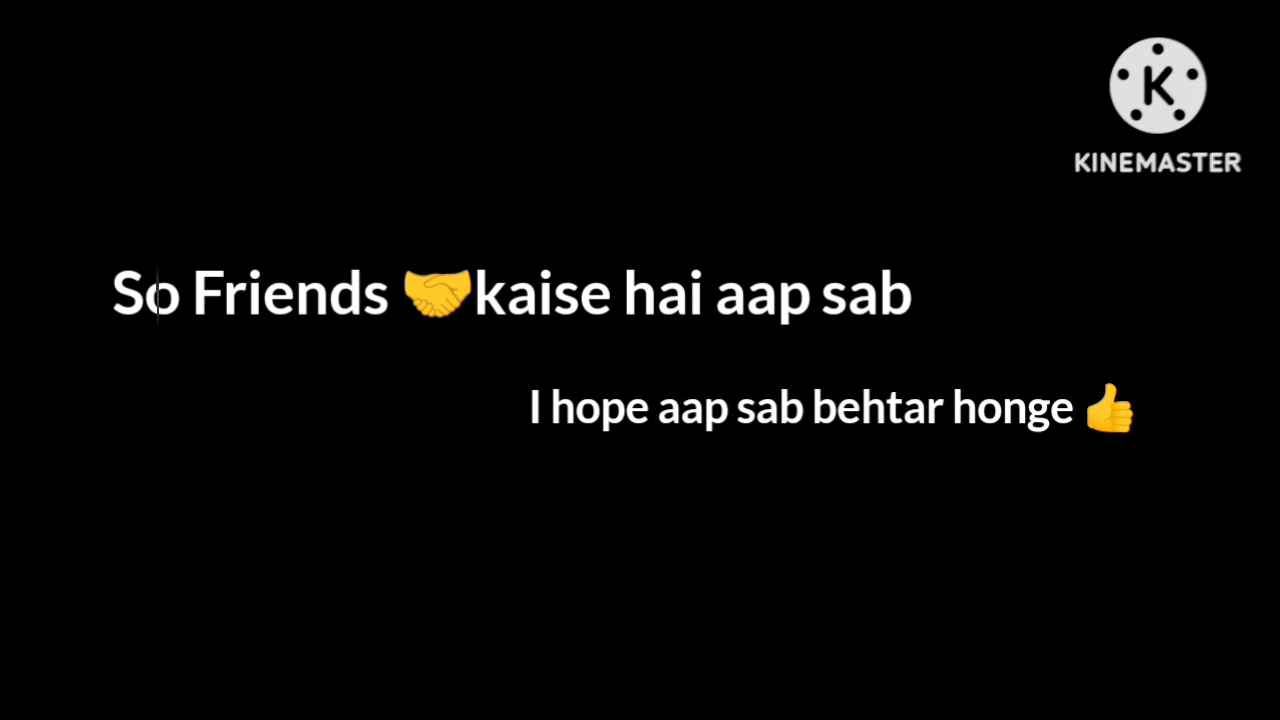 K
KINEMASTER
So Friends 🤝kaise hai aap sab
I hope aap sab behtar honge 👍